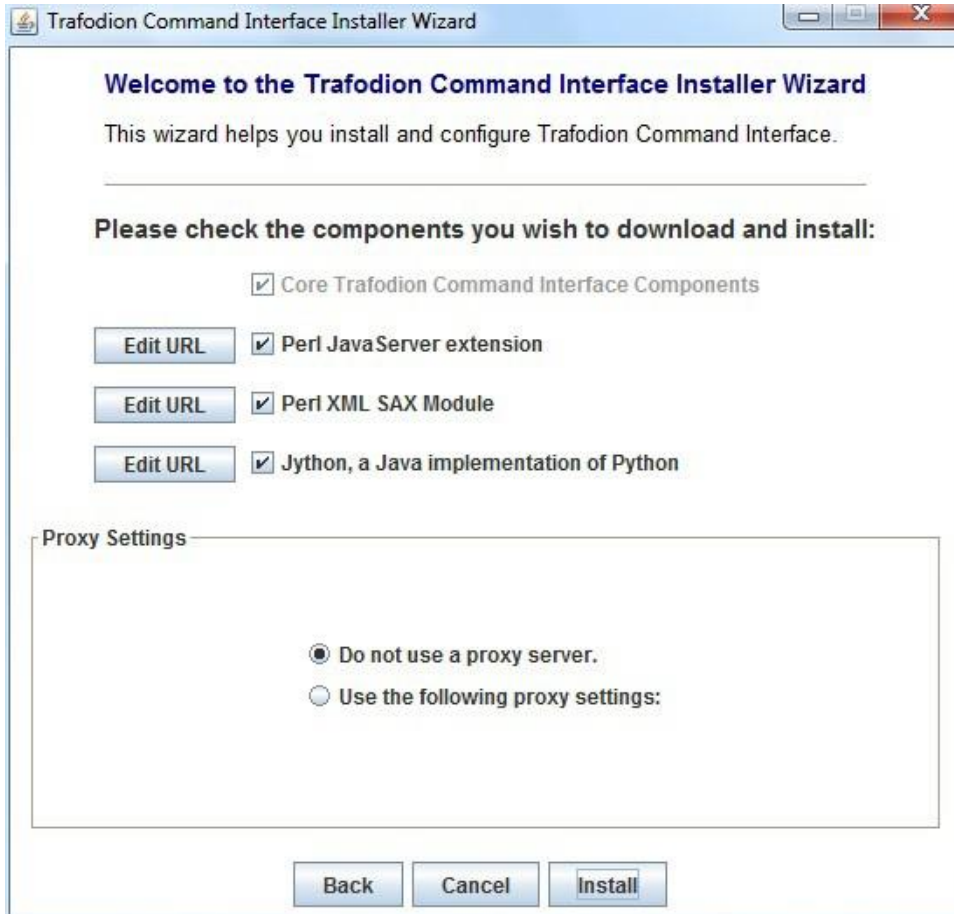 Trafodion Command Interface Installer Wizard
Welcome to the Trafodion Command Interface Installer Wizard
This wizard helps you install and configure Trafodion Command Interface.
Please check the components you wish to download and install:
Core Trafodion Command Interface Components
Edit URL Perl JavaServer extension
Edit URL Perl XML SAX Module
Edit URL Jython, a Java implementation of Python
Proxy Settings
Do not use a proxy server.
Use the following proxy settings:
Back Cancel Install